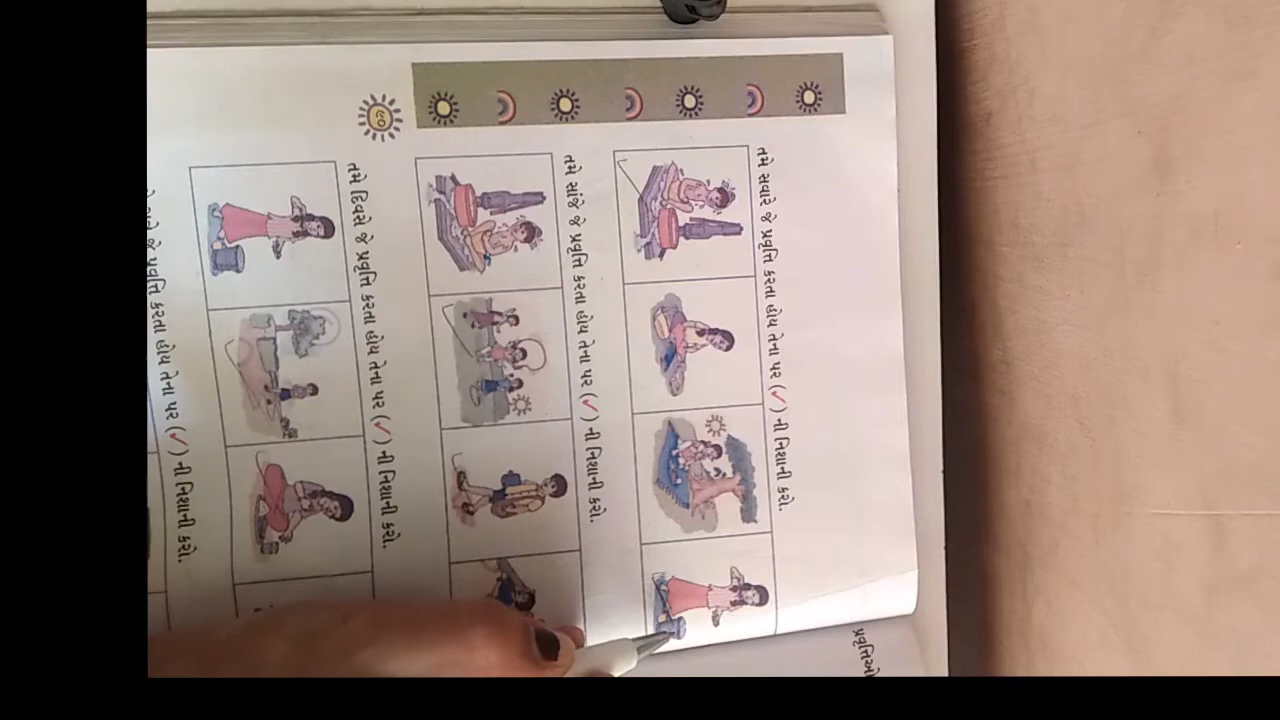 પ્રવૃત્તિઓ
તમે સવારે જે પ્રવૃત્તિ કરતા હોય તેના પર (✓) ની નિશાની કરો.
તમે સાંજે જે પ્રવૃત્તિ કરતા હોય તેના પર (✓) ની નિશાની કરો.
તમે દિવસે જે પ્રવૃત્તિ કરતા હોય તેના પર (✓) ની નિશાની કરો.
જે પ્રવૃત્તિ કરતા હોય તેના પર (✓) ની નિશાની કરો.
૯૦